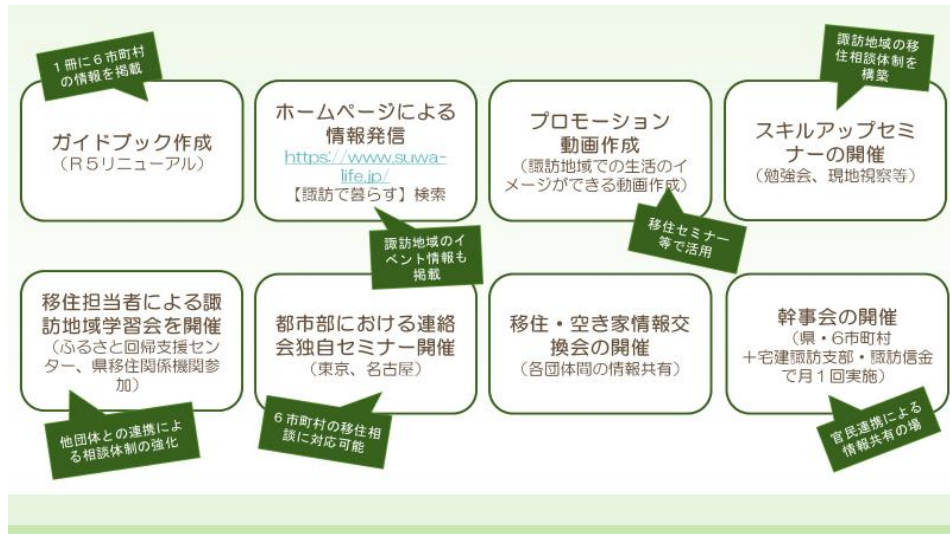 1冊に6市町村
の情報を掲載
ガイドブック作成
(R5リニューアル)
ホームページによる
情報発信
https://www.suwa-
life.jp/
【諏訪で暮らす】検索
諏訪地域のイ
ベント情報も
掲載
プロモーション
動画作成
(諏訪地域での生活のイ
メージができる動画作成)
移住セミナー
等で活用
諏訪地域の移
住相談体制を
構築
スキルアップセミ
ナーの開催
(勉強会、現地視察等)
移住担当者による諏
訪地域学習会を開催
(ふるさと回帰支援セン
ター、県移住関係機関参
加)
他団体との連携によ
る相談体制の強化
都市部における連絡
会独自セミナー開催
(東京、名古屋)
6市町村の移住相
談に対応可能
移住・空き家情報交
換会の開催
(各団体間の情報共有)
幹事会の開催
(県・6市町村
+宅建諏訪支部・諏訪信金
で月1回実施)
官民連携による
情報共有の場